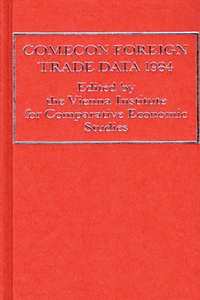 COMECON FOREIGN
TRADE DATA 1984
Edited by
the Vienna Institute
for Comparative Economic
Studies